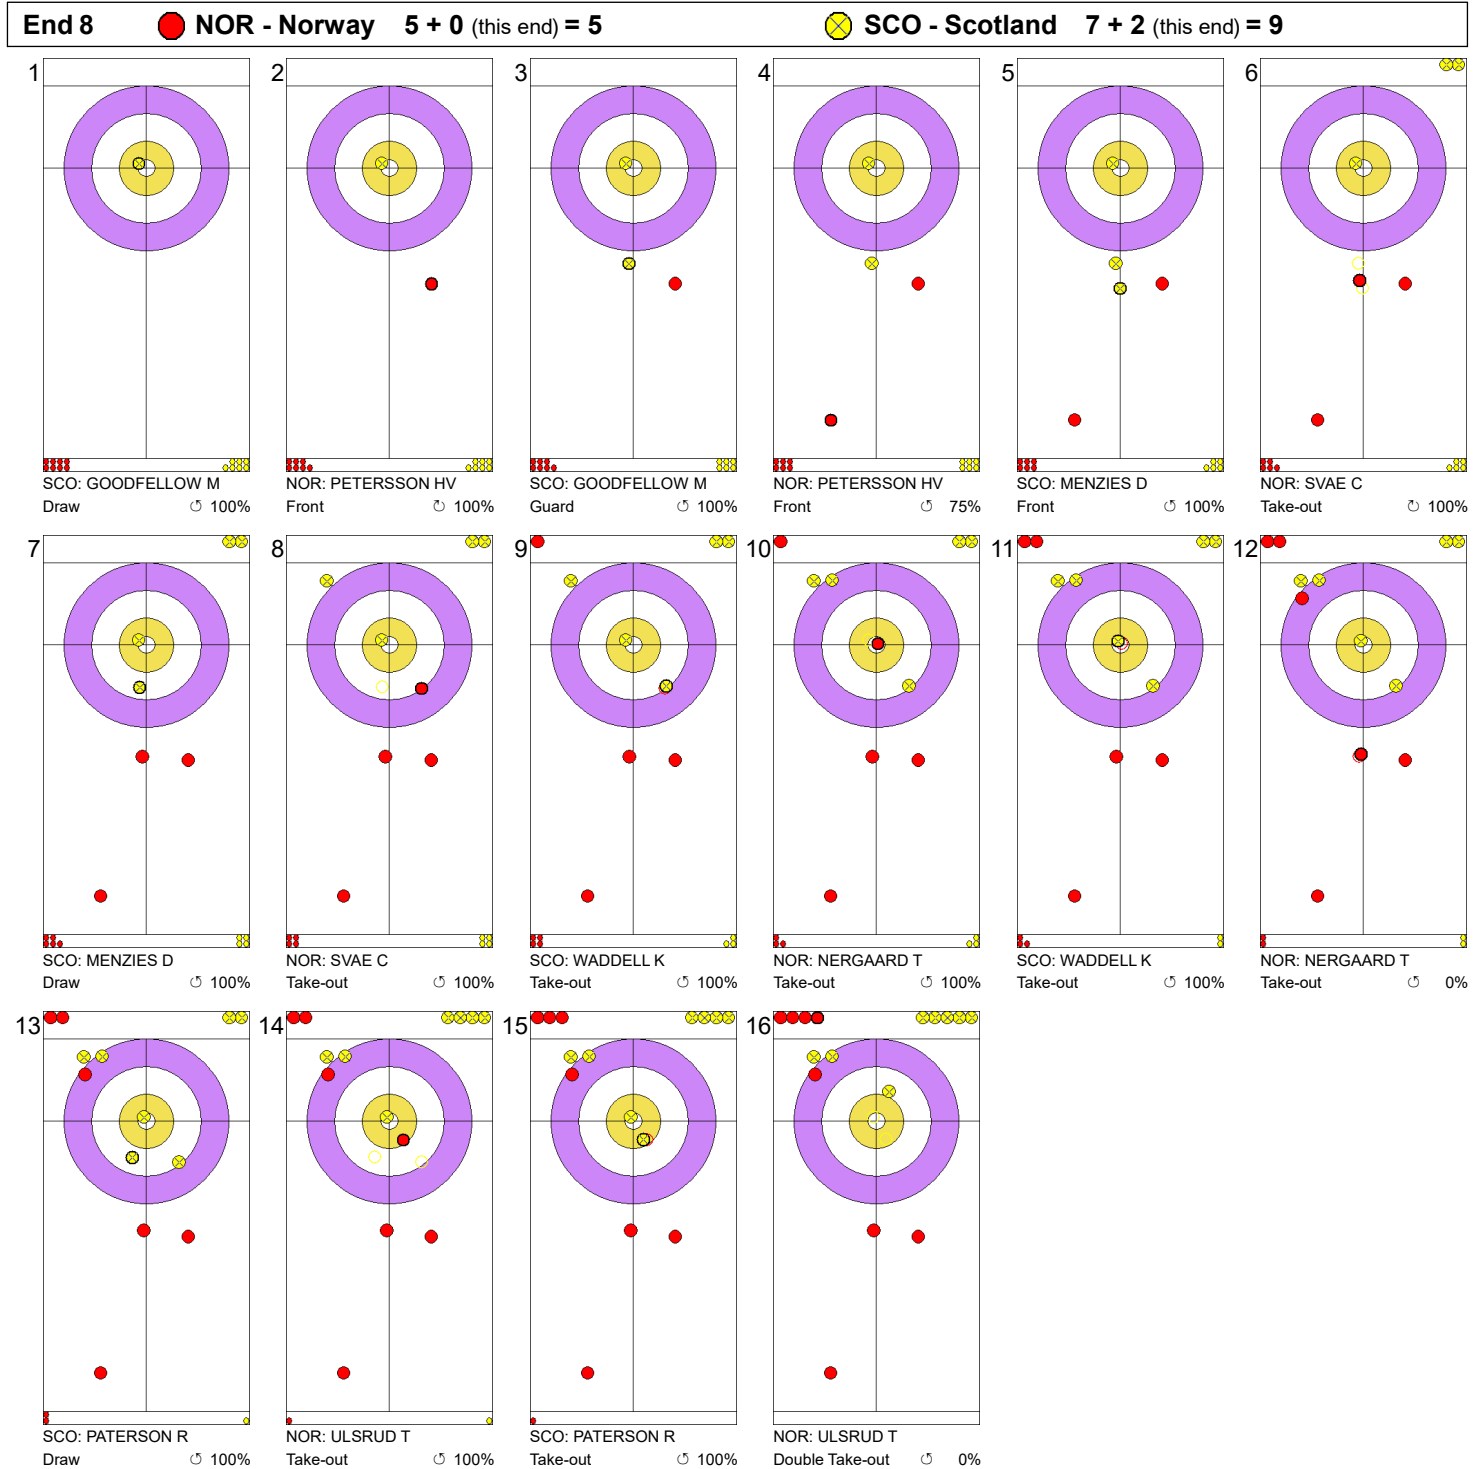 End 8 NOR - Norway 5 + 0 (this end) = 5 SCO - Scotland 7 + 2 (this end) = 9
1 2 3 4 5 6
SCO: GOODFELLOW M NOR: PETERSSON HV SCO: GOODFELLOW M NOR: PETERSSON HV SCO: MENZIES D NOR: SVAE C
Draw ↺ 100% Front ↻ 100% Guard ↺ 100% Front ↺ 75% Front ↺ 100% Take-out ↻ 100%
7 8 9 10 11 12
SCO: MENZIES D NOR: SVAE C SCO: WADDELL K NOR: NERGAARD T SCO: WADDELL K NOR: NERGAARD T
Draw ↺ 100% Take-out ↺ 100% Take-out ↺ 100% Take-out ↺ 100% Take-out ↺ 100% Take-out ↺ 0%
13 14 15 16
SCO: PATERSON R NOR: ULSRUD T SCO: PATERSON R NOR: ULSRUD T
Draw ↺ 100% Take-out ↺ 100% Take-out ↺ 100% Double Take-out ↺ 0%